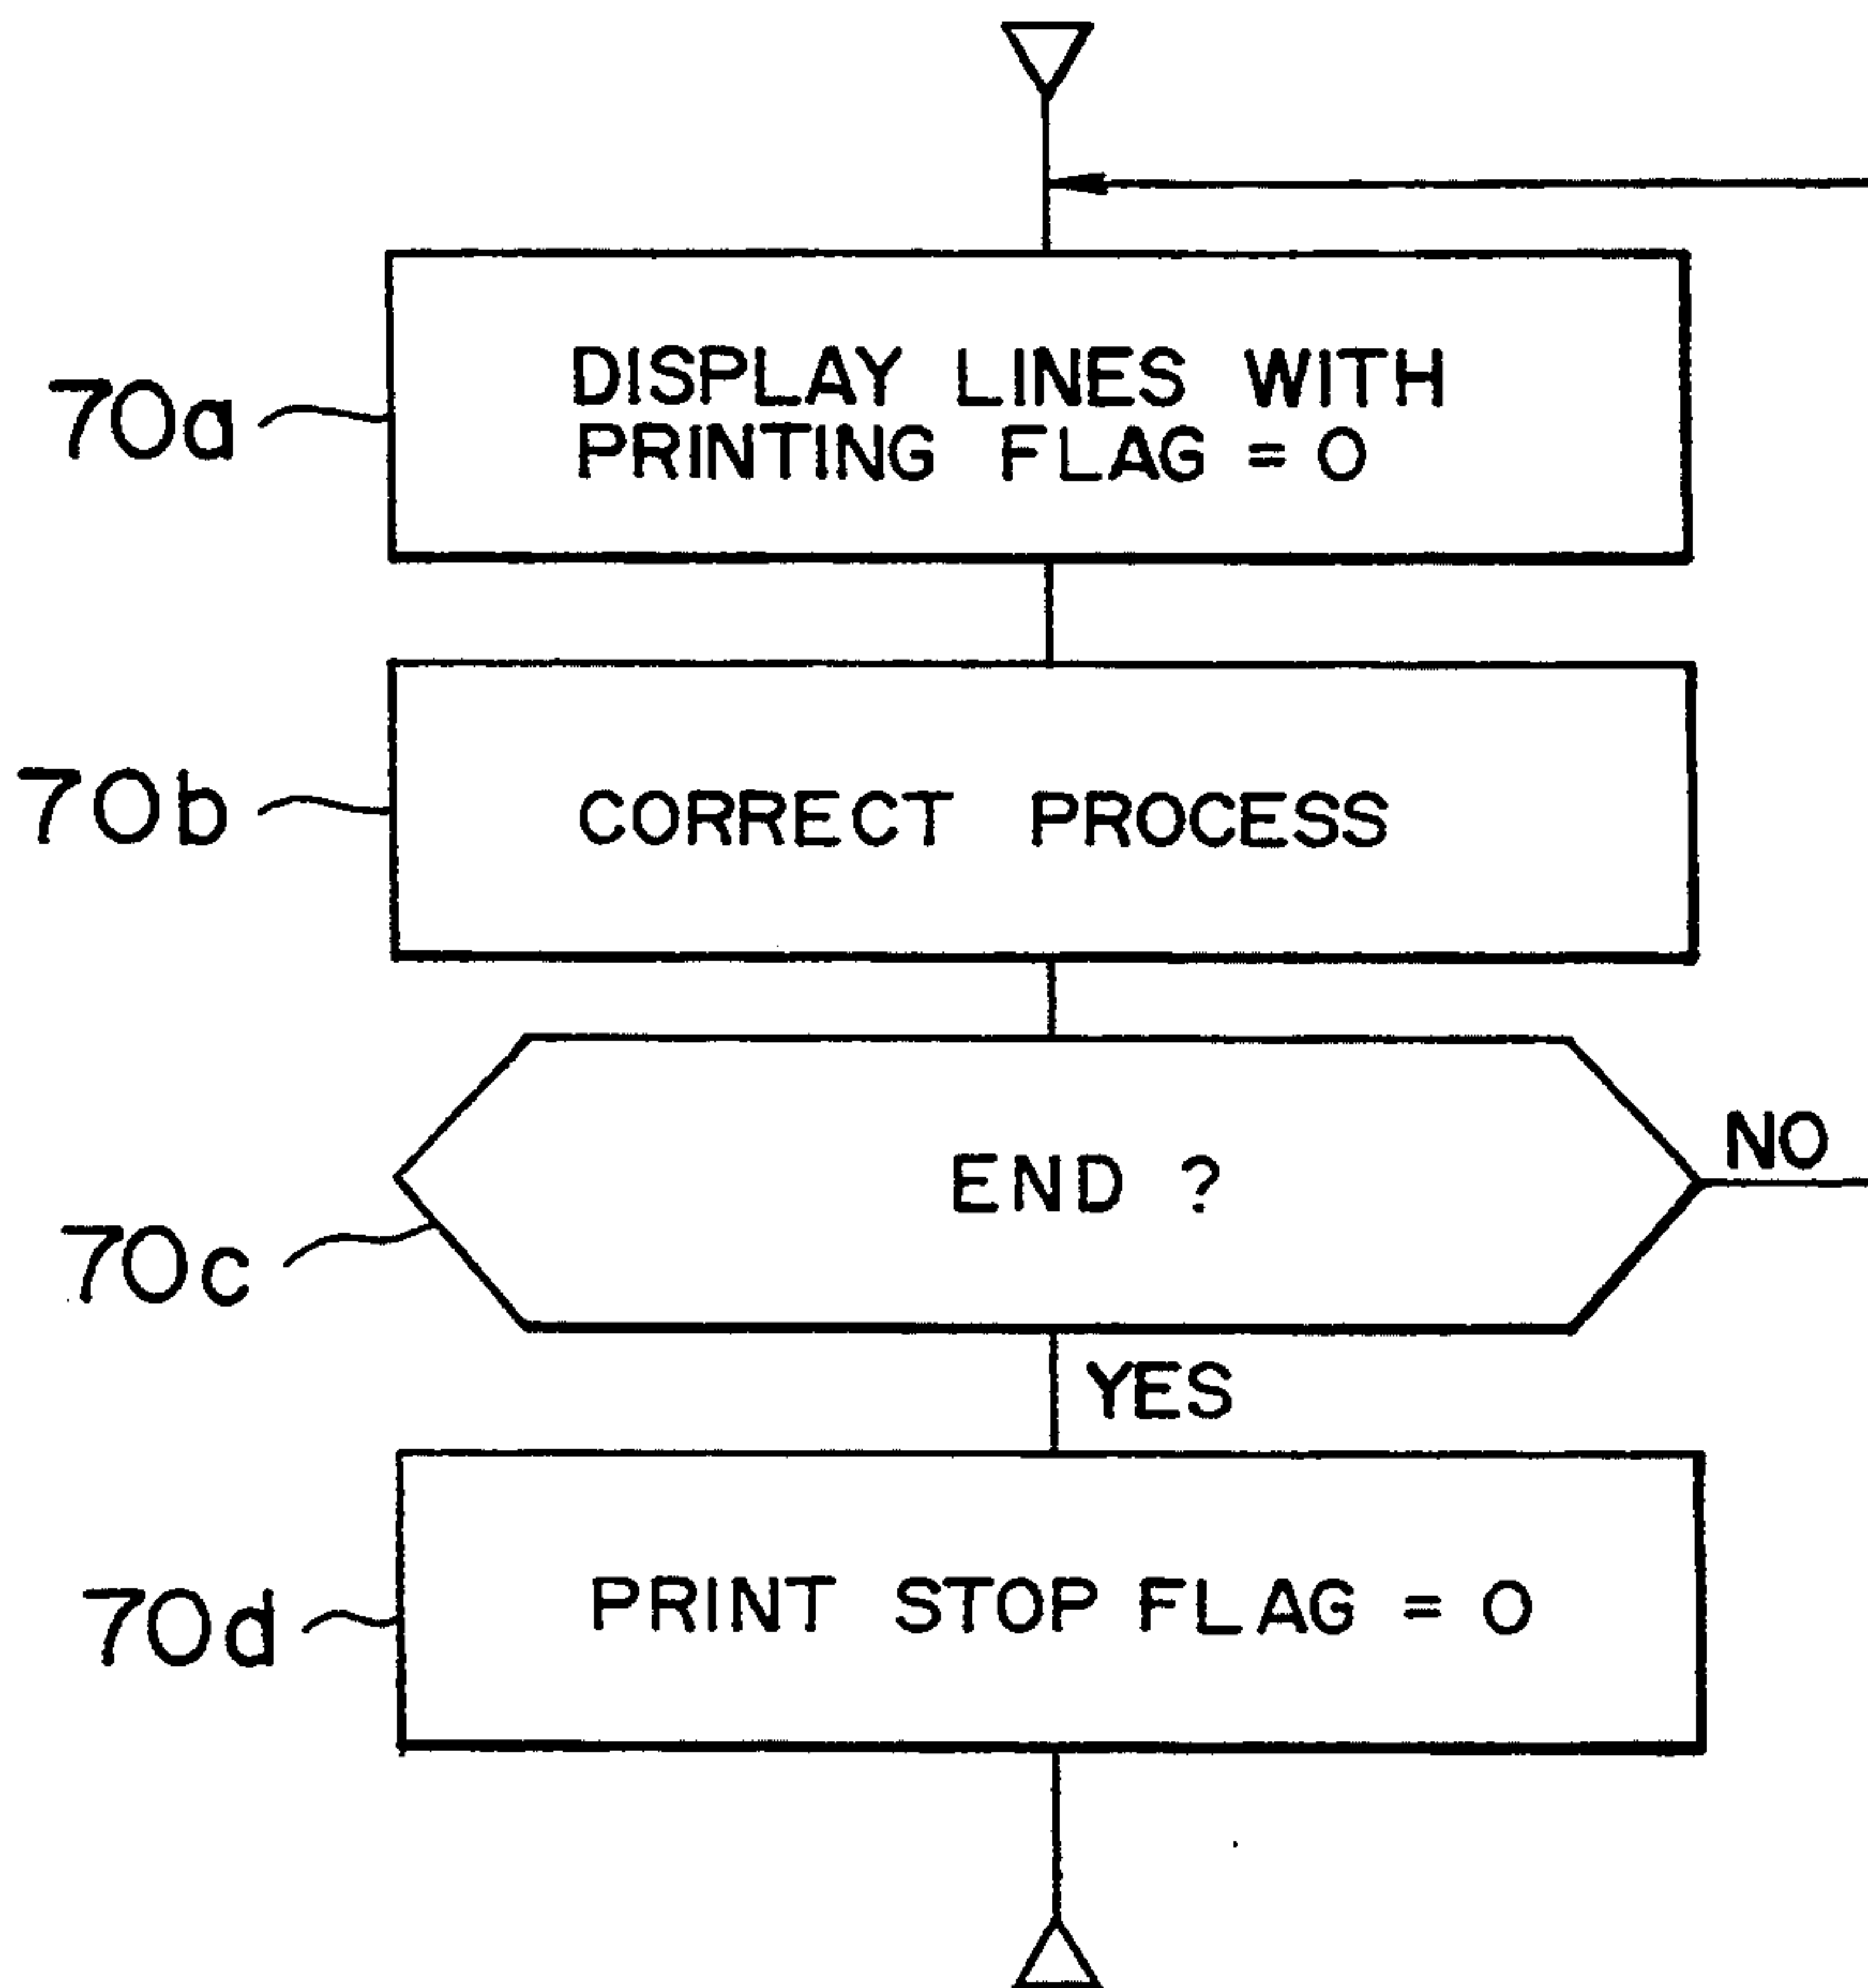 70a
DISPLAY LINES WITH
PRINTING FLAG = 0
70b
CORRECT PROCESS
70c
END ?
NO
YES
70d
PRINT STOP FLAG = 0